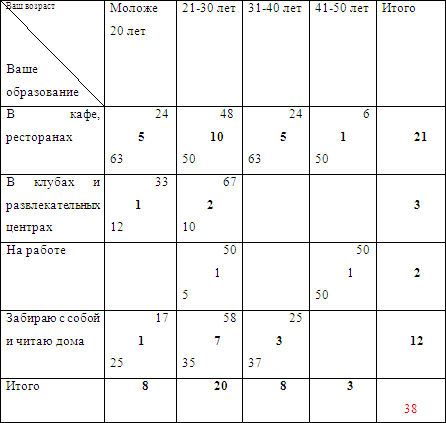 Ваш возраст
Ваше
образование
Моложе
20 лет
21-30 лет
31-40 лет
41-50 лет
Итого
В кафе,
ресторанах
24
5
63
48
10
50
24
5
63
6
1
50
21
В клубах и
развлекательных
центрах
33
1
12
67
2
10
3
На работе
50
1
5
50
1
50
2
Забираю с собой
и читаю дома
17
1
25
58
7
35
25
3
37
12
Итого
8
20
8
3
38